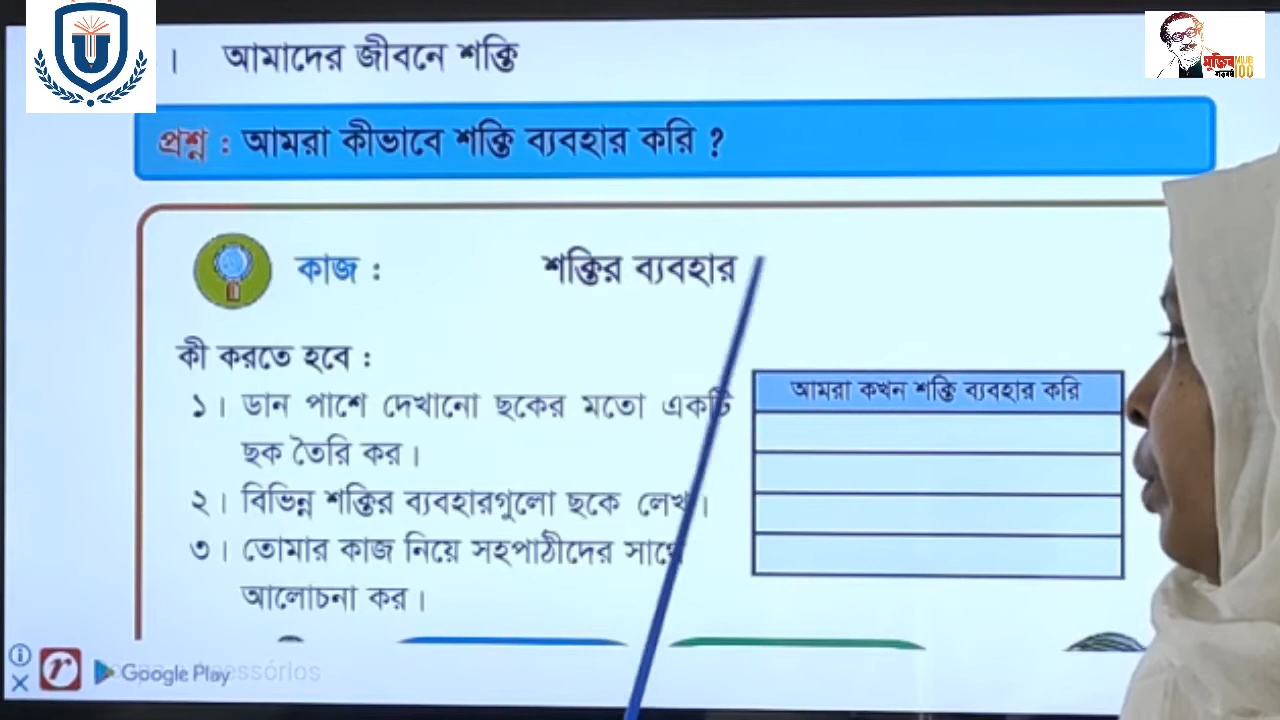 । আমাদের জীবনে শক্তি
প্রশ্ন : আমরা কীভাবে শক্তি ব্যবহার করি ?
কাজ : শক্তির ব্যবহার
কী করতে হবে :
১। ডান পাশে দেখানো ছকের মতো একটি
ছক তৈরি কর।
২। বিভিন্ন শক্তির ব্যবহারগুলো ছকে লেখ।
৩। তোমার কাজ নিয়ে সহপাঠীদের সাথে
আলোচনা কর।
আমরা কখন শক্তি ব্যবহার করি
Google Play
মুজিব
100